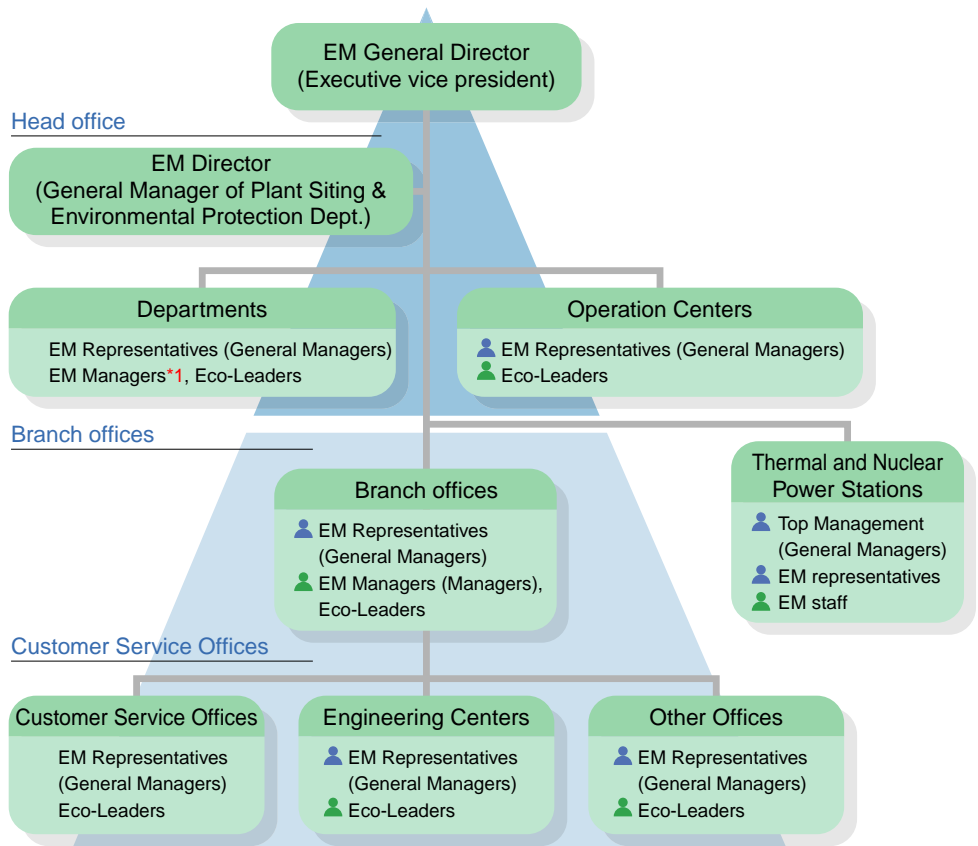 EM General Director
(Executive vice president)
Head office
EM Director
(General Manager of Plant Siting &
Environmental Protection Dept.)
Departments
EM Representatives (General Managers)
EM Managers*1, Eco-Leaders
Operation Centers
EM Representatives (General Managers)
Eco-Leaders
Branch offices
Branch offices
EM Representatives
(General Managers)
EM Managers (Managers),
Eco-Leaders
Thermal and Nuclear
Power Stations
Top Management
(General Managers)
EM representatives
EM staff
Customer Service Offices
Customer Service Offices
EM Representatives
(General Managers)
Eco-Leaders
Engineering Centers
EM Representatives
(General Managers)
Eco-Leaders
Other Offices
EM Representatives
(General Managers)
Eco-Leaders